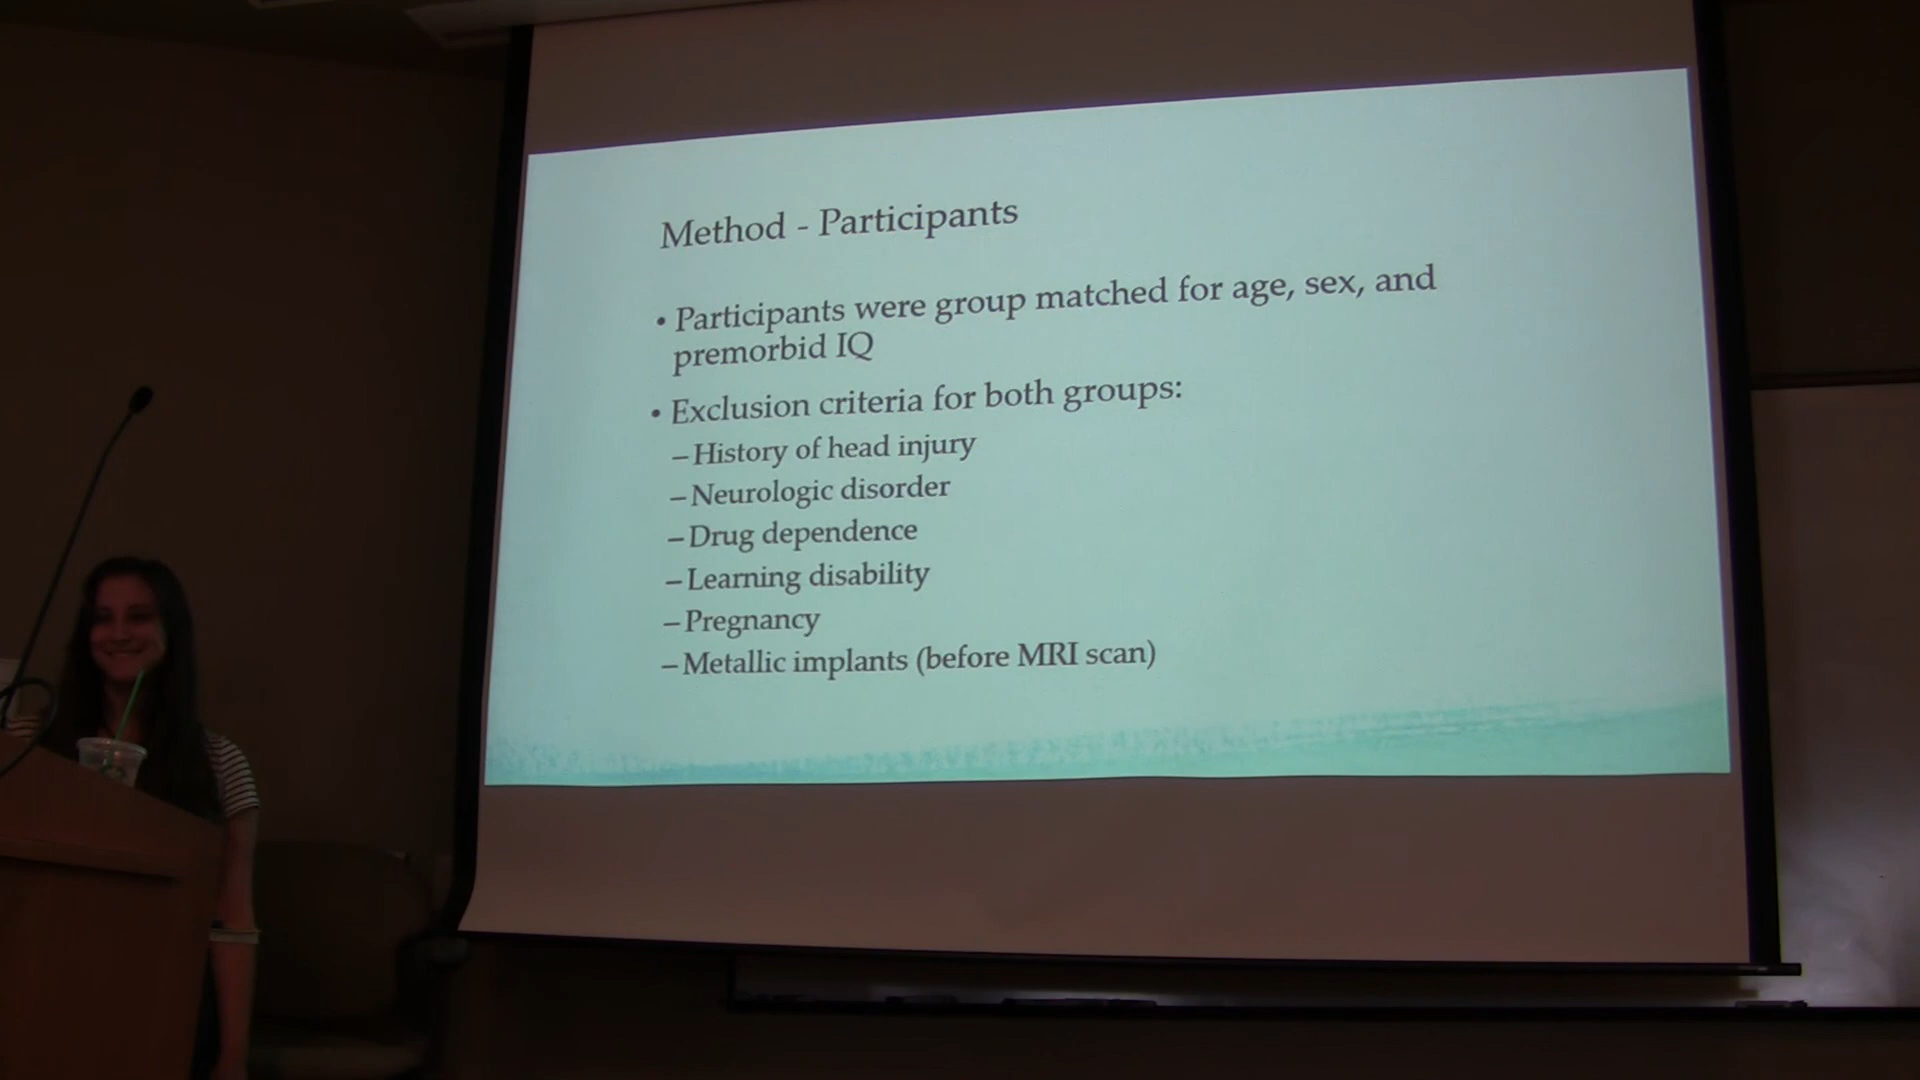 Method - Participants
• Participants were group matched for age, sex, and
premorbid IQ
• Exclusion criteria for both groups:
– History of head injury
– Neurologic disorder
– Drug dependence
– Learning disability
– Pregnancy
– Metallic implants (before MRI scan)